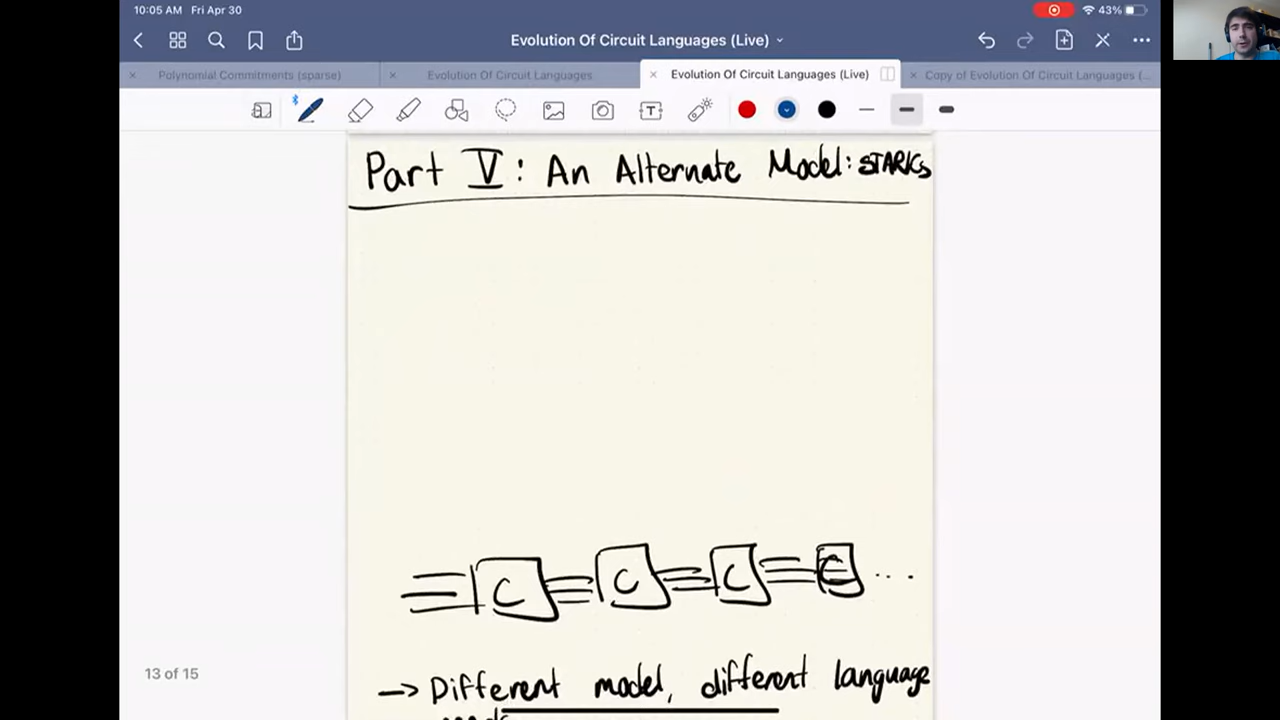 10:05 AM Fri Apr 30
43%
Evolution Of Circuit Languages (Live)
Polynomial Commitments (sparse)
Evolution Of Circuit Languages
Evolution Of Circuit Languages (Live)
Copy of Evolution Of Circuit Languages (...
T
Part V: An Alternate Model: STARKs
C C C C ...
13 of 15
→ Different model, different language